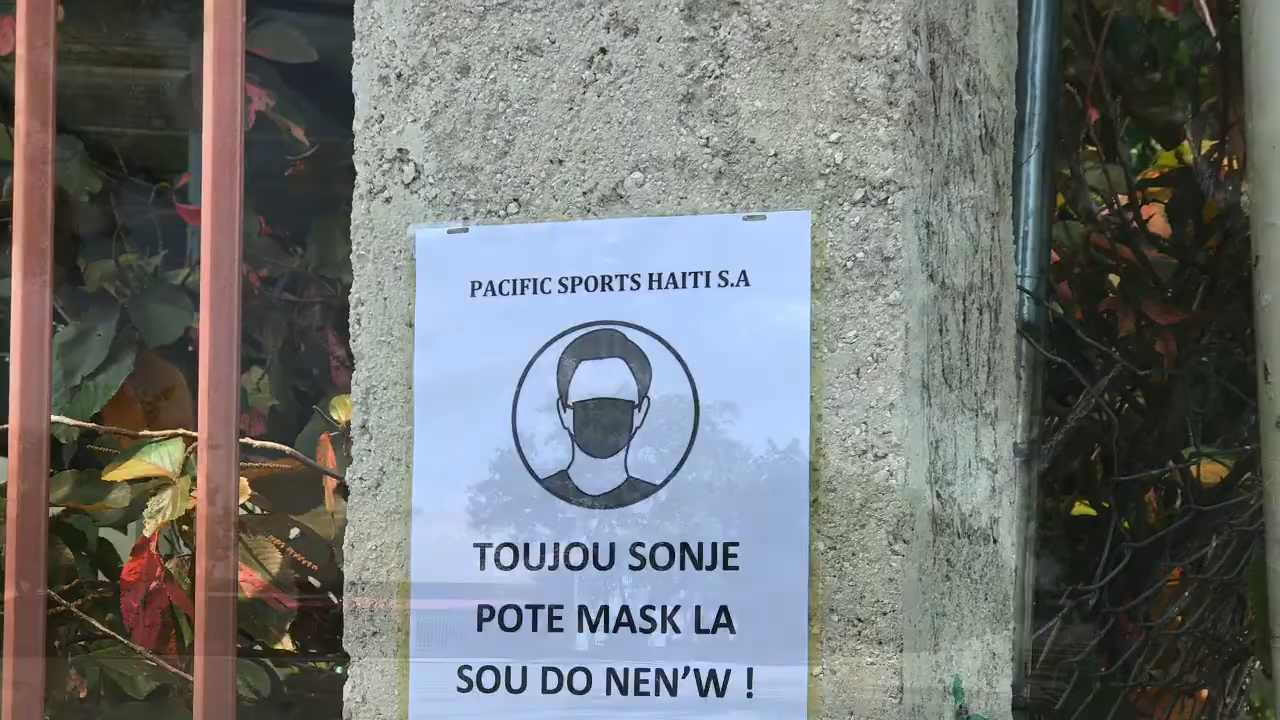 PACIFIC SPORTS HAITI S.A
TOUJOU SONJE
POTE MASK LA
SOU DO NEN’W !